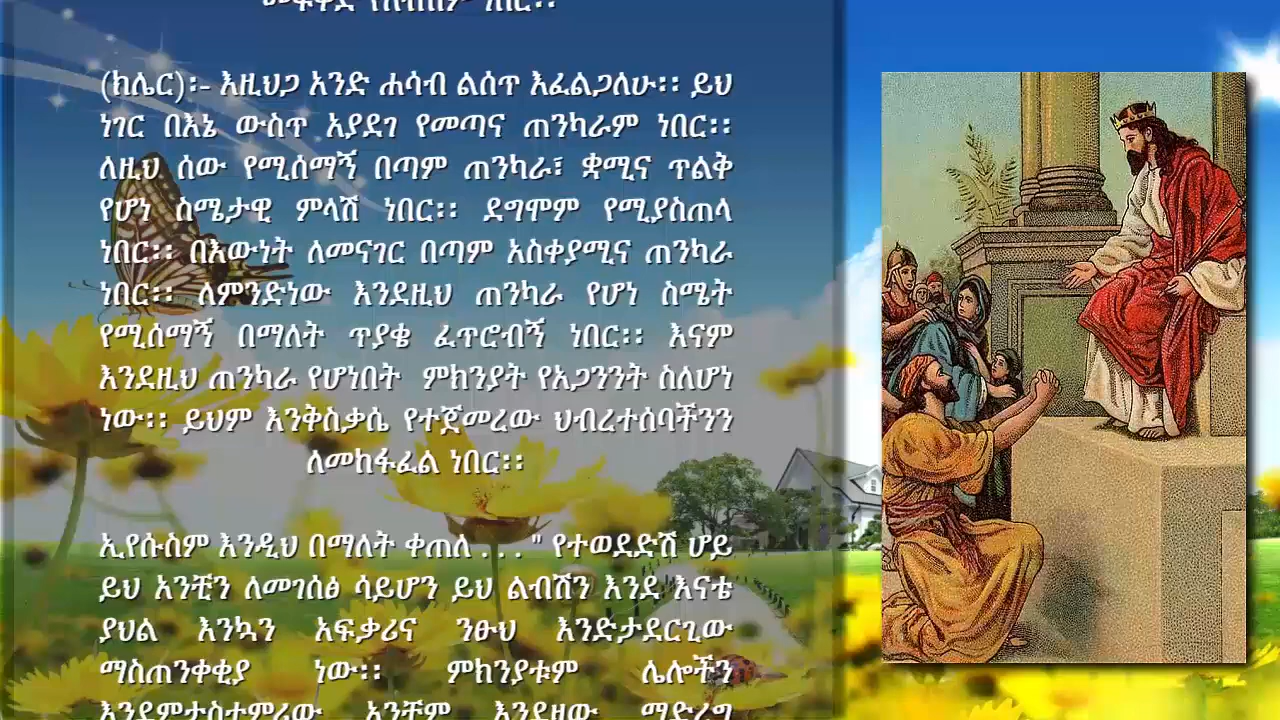 (ክሌር)፡- እዚህጋ አንድ ሐሳብ ልሰጥ እፈልጋለሁ፡፡ ይህ
ነገር በእኔ ውስጥ እያደገ የመጣና ጠንካራም ነበር፡፡
ለዚህ ሰው የሚሰማኝ በጣም ጠንካራ፣ ቋሚና ጥልቅ
የሆነ ስሜታዊ ምላሽ ነበር፡፡ ደግሞም የሚያስጠላ
ነበር፡፡ በእውነት ለመናገር በጣም አስቀያሚና ጠንካራ
ነበር፡፡ ለምንድነው እንደዚህ ጠንካራ የሆነ ስሜት
የሚሰማኝ በማለት ጥያቄ ፈጥሮብኝ ነበር፡፡ እናም
እንደዚህ ጠንካራ የሆነበት ምክንያት የአጋንንት ስለሆነ
ነው፡፡ ይህም እንቅስቃሴ የተጀመረው ህብረተሰባችንን
ለመከፋፈል ነበር፡፡
ኢየሱስም እንዲህ በማለት ቀጠለ . . . " የተወደድሽ ሆይ
ይህ አንቺን ለመገሰፅ ሳይሆን ይህ ልብሽን እንደ እናቴ
ያህል እንኳን አፍቃሪና ንፁህ እንድታደርጊው
ማስጠንቀቂያ ነው፡፡ ምክንያቱም ሌሎችን
እንደምታስተምሪው አንቺም እንደዘው ማድረግ